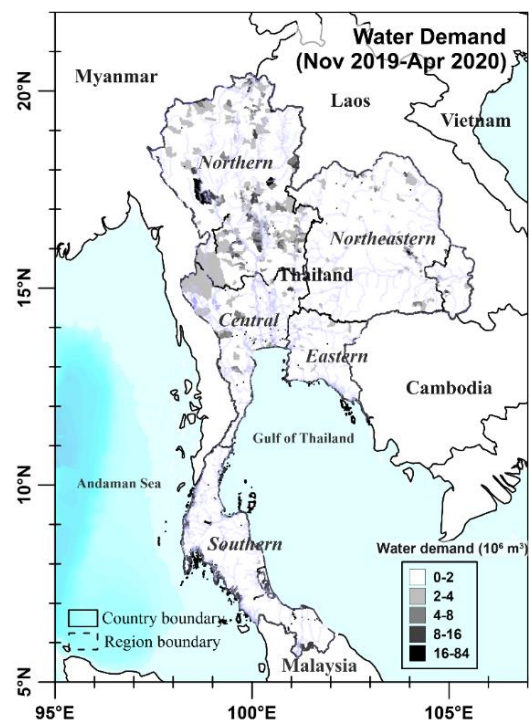 Water Demand
(Nov 2019-Apr 2020)
Myanmar
Laos
Vietnam
Northern
Northeastern
Thailand
Central
Eastern
Cambodia
Gulf of Thailand
Andaman Sea
Southern
Malaysia
Water demand (10⁶ m³)
0-2
2-4
4-8
8-16
16-84
Country boundary
Region boundary
20°N
15°N
10°N
5°N
95°E
100°E
105°E